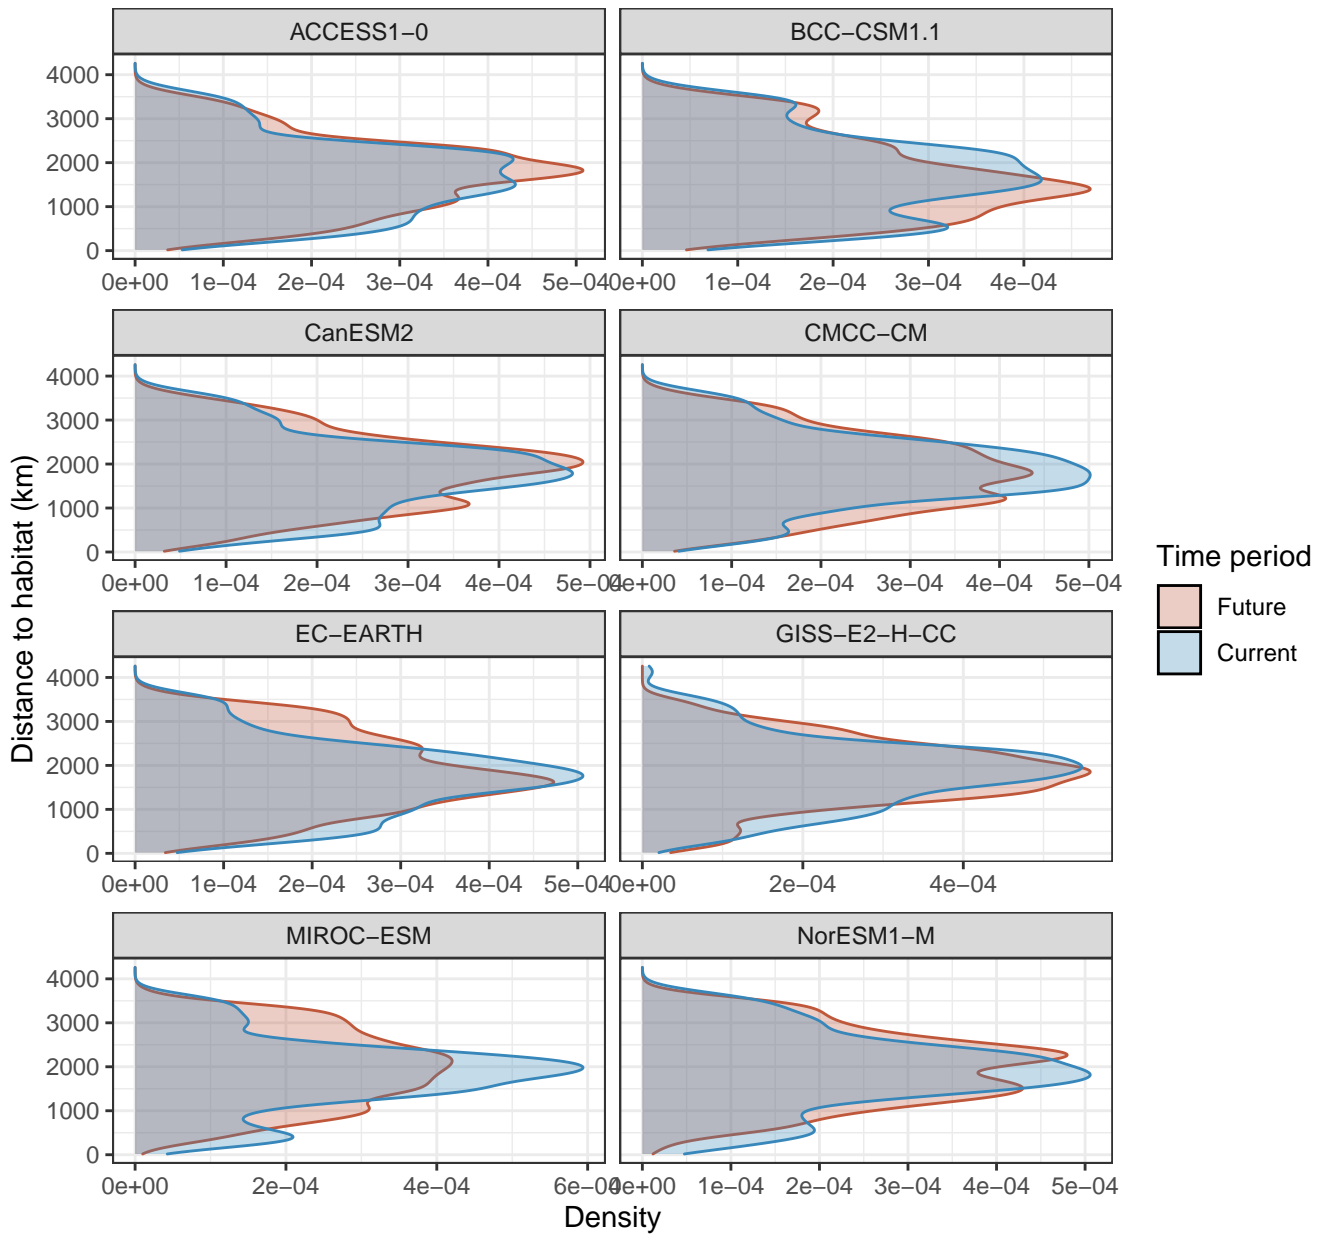 ACCESS1−0 BCC−CSM1.1
4000
3000
2000
1000
0
0e+00 1e−04 2e−04 3e−04 4e−04 5e−04 0e+00 1e−04 2e−04 3e−04 4e−04
CanESM2 CMCC−CM
4000
3000
2000
1000
0
0e+00 1e−04 2e−04 3e−04 4e−04 5e−04 0e+00 1e−04 2e−04 3e−04 4e−04 5e−04
Distance to habitat (km)
EC−EARTH GISS−E2−H−CC
4000
3000
2000
1000
0
0e+00 1e−04 2e−04 3e−04 4e−04 5e−04 0e+00 2e−04 4e−04
MIROC−ESM NorESM1−M
4000
3000
2000
1000
0
0e+00 2e−04 4e−04 6e−04 0e+00 1e−04 2e−04 3e−04 4e−04 5e−04
Density
Time period
Future
Current